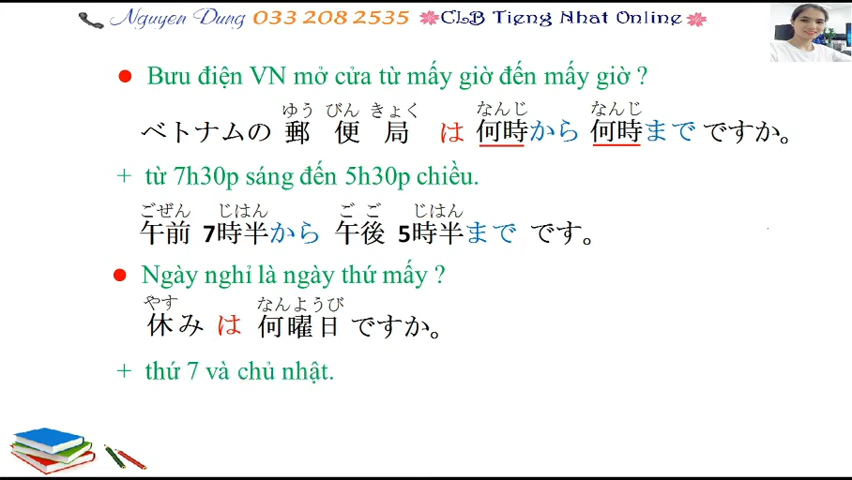 Nguyen Dung 033 208 2535 CLB Tieng Nhat Online
Bưu điện VN mở cửa từ mấy giờ đến mấy giờ ?
ゆう びん きょく なんじ なんじ
ベトナムの 郵 便 局 は 何時から 何時まで ですか。
+ từ 7h30p sáng đến 5h30p chiều.
ごぜん じはん ごご じはん
午前 7時半から 午後 5時半まで です。
Ngày nghỉ là ngày thứ mấy ?
やす なんようび
休み は 何曜日 ですか。
+ thứ 7 và chủ nhật.